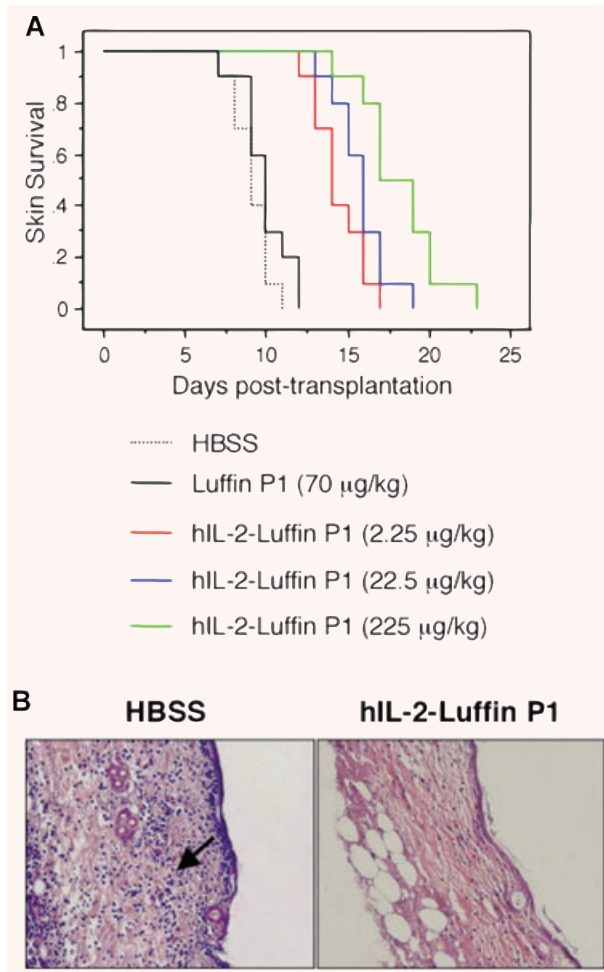 A
Skin Survival
1
.8
.6
.4
.2
0
0 5 10 15 20 25
Days post-transplantation
HBSS
Luffin P1 (70 μg/kg)
hIL-2-Luffin P1 (2.25 μg/kg)
hIL-2-Luffin P1 (22.5 μg/kg)
hIL-2-Luffin P1 (225 μg/kg)
B
HBSS hIL-2-Luffin P1